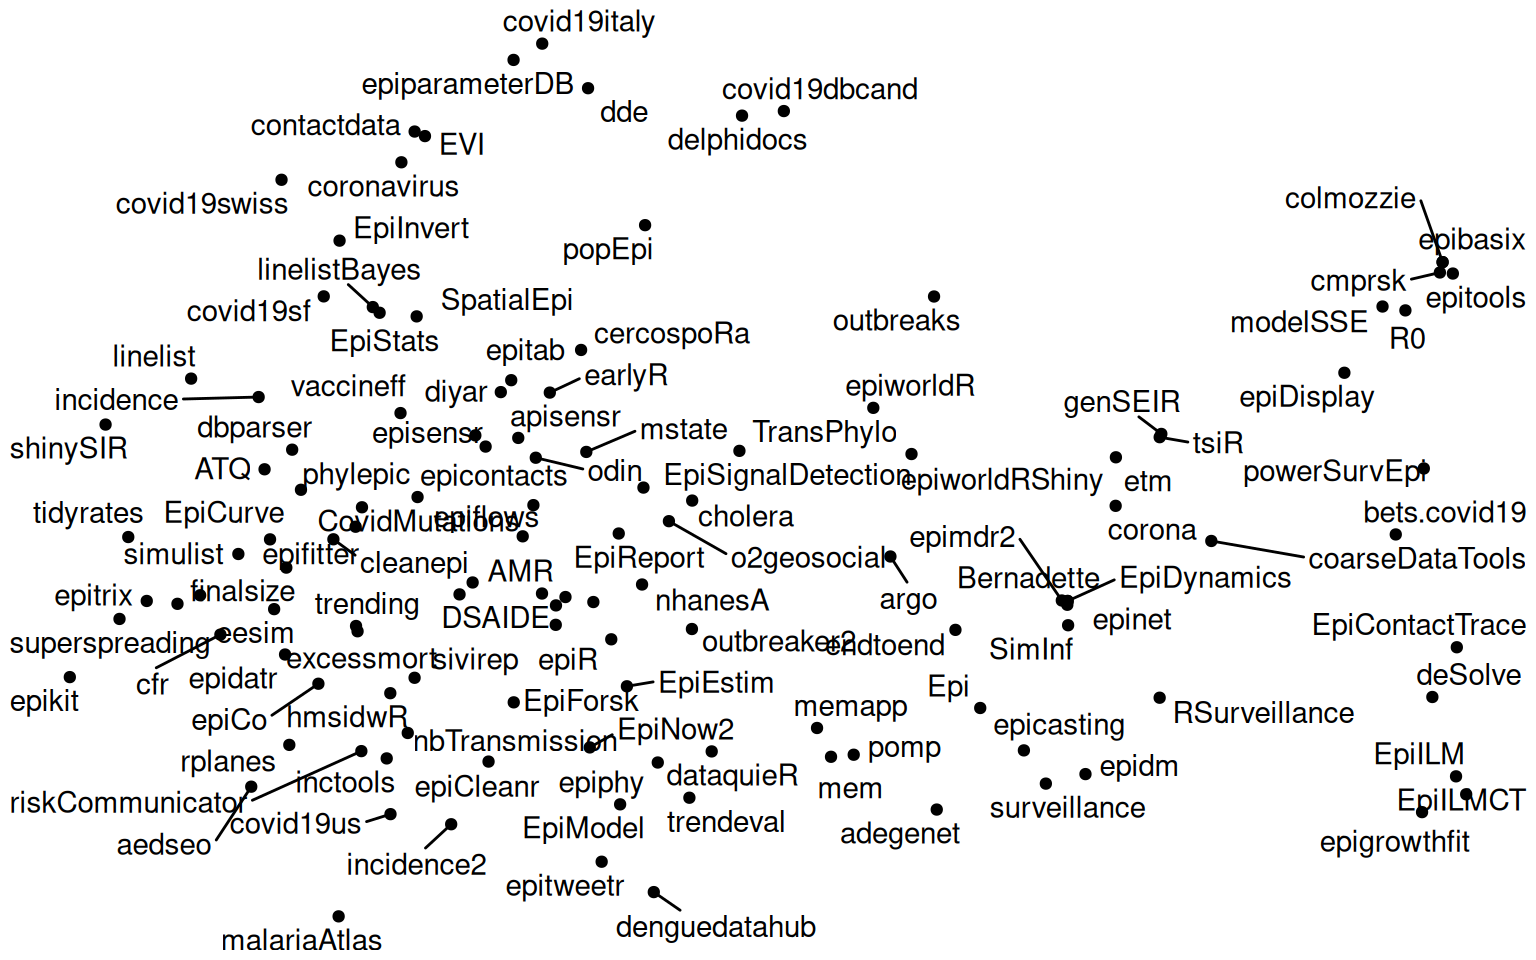 covid19italy
epiparameterDB
dde
covid19dbcand
delphidocs
contactdata
EVI
coronavirus
covid19swiss
EpiInvert
popEpi
colmozzie
epibasix
linelistBayes
cmprsk
epitools
covid19sf
SpatialEpi
outbreaks
modelSSE
R0
EpiStats
cercospoRa
epitab
linelist
earlyR
vaccineff
diyar
epiworldR
epiDisplay
incidence
genSEIR
apisensr
dbparser
episensr
mstate
TransPhylo
shinySIR
tsiR
ATQ
phylepic
epicontacts
odin
EpiSignalDetection
epiworldRShiny
etm
powerSurvEpi
tidyrates
EpiCurve
CovidMutations
epiflows
cholera
corona
bets.covid19
simulist
epifitter
cleanepi
EpiReport
o2geosocial
epimdr2
coarseDataTools
AMR
Bernadette
EpiDynamics
epitrix
finalsize
trending
nhanesA
argo
DSAIDE
epinet
superspreading
eesim
outbreaker2
endtoend
SimInf
EpiContactTrace
excessmort
sivirep
epiR
cfr
epidatr
EpiEstim
Epi
deSolve
epikit
epiCo
hmsidwR
EpiForsk
memapp
RSurveillance
nbTransmission
EpiNow2
epicasting
rplanes
pomp
EpiILM
inctools
epiCleanr
epiphy
dataquieR
mem
epidm
riskCommunicator
surveillance
EpiILMCT
covid19us
EpiModel
trendeval
adegenet
epigrowthfit
aedseo
incidence2
epitweetr
denguedatahub
malariaAtlas